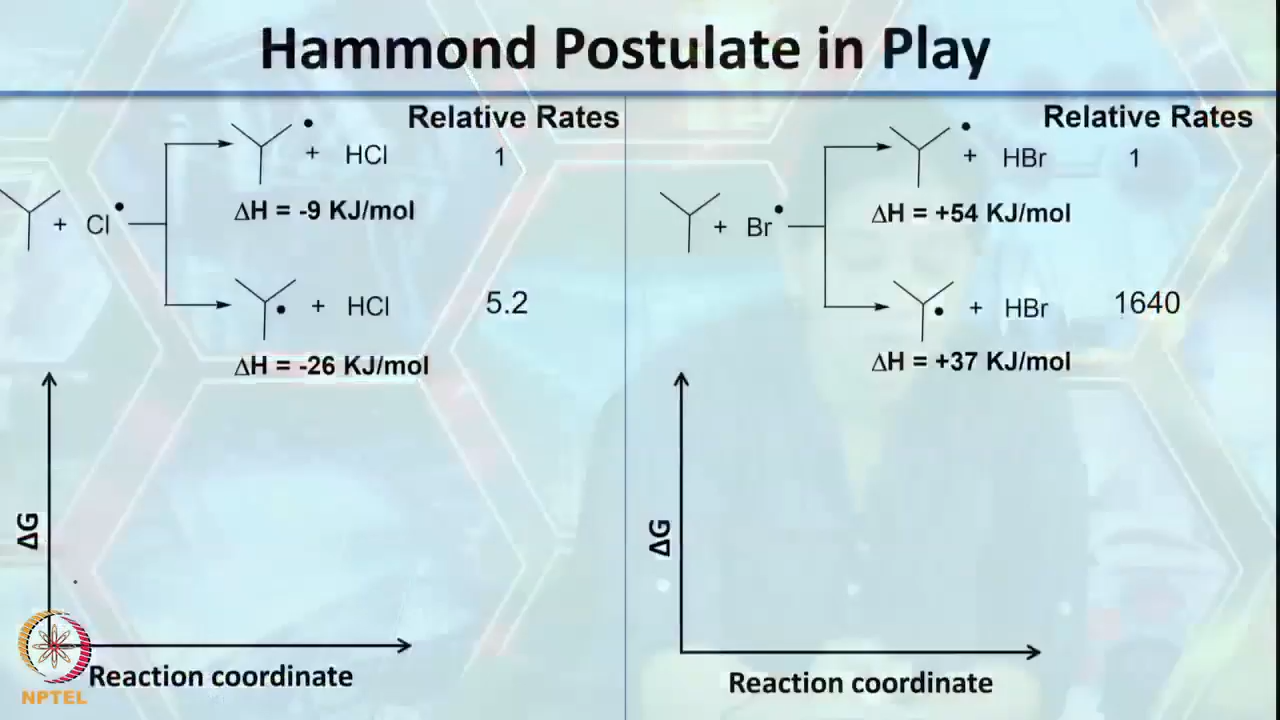 Hammond Postulate in Play
Relative Rates
+ HCl 1
ΔH = -9 KJ/mol
+ Cl•
+ HCl 5.2
ΔH = -26 KJ/mol
ΔG
Reaction coordinate
NPTEL
Relative Rates
+ HBr 1
ΔH = +54 KJ/mol
+ Br•
+ HBr 1640
ΔH = +37 KJ/mol
ΔG
Reaction coordinate